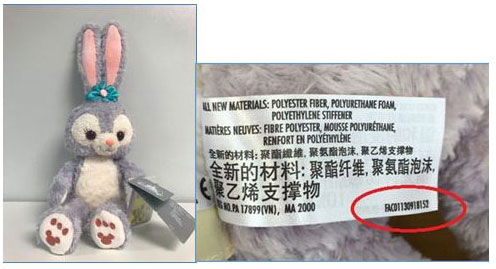 ALL NEW MATERIALS: POLYESTER FIBER, POLYURETHANE FOAM,
POLYETHYLENE STIFFENER
MATIÈRES NEUVES: FIBRE POLYESTER, MOUSSE POLYURÉTHANE,
RENFORT EN POLYÉTHYLÈNE
全新的材料: 聚酯纖維, 聚氨酯泡沫, 聚乙烯支撐物
全新的材料: 聚酯纤维, 聚氨酯泡沫,
聚乙烯支撑物
NO. PA 17899(VN), MA 2000
FAC01130918152